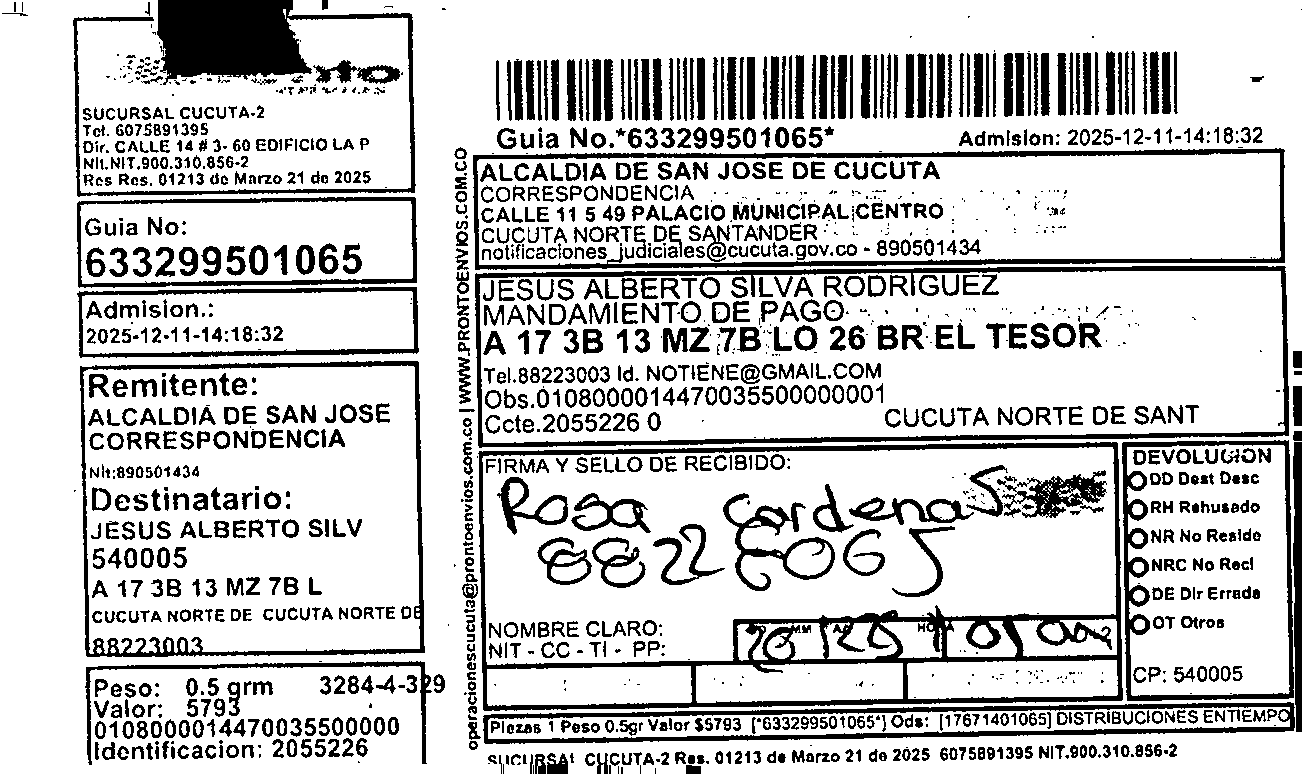 SUCURSAL CUCUTA-2
Tel. 6075891395
Dir. CALLE 14 # 3- 60 EDIFICIO LA P
Nit.NIT.900.310.856-2
Res Res. 01213 de Marzo 21 de 2025
Guia No:
633299501065
Admision.:
2025-12-11-14:18:32
Remitente:
ALCALDIA DE SAN JOSE
CORRESPONDENCIA
Nit:890501434
Destinatario:
JESUS ALBERTO SILV
540005
A 17 3B 13 MZ 7B L
CUCUTA NORTE DE CUCUTA NORTE DE
88223003
Peso: 0.5 grm 3284-4-329
Valor: 5793
01080000014470035500000
Identificacion: 2055226
operacionescucuta@prontoenvios.com.co | WWW.PRONTOENVIOS.COM.CO
Guia No.*633299501065* Admision: 2025-12-11-14:18:32
ALCALDIA DE SAN JOSE DE CUCUTA
CORRESPONDENCIA
CALLE 11 5 49 PALACIO MUNICIPAL CENTRO
CUCUTA NORTE DE SANTANDER
notificaciones_judiciales@cucuta.gov.co - 890501434
JESUS ALBERTO SILVA RODRIGUEZ
MANDAMIENTO DE PAGO
A 17 3B 13 MZ 7B LO 26 BR EL TESOR
Tel.88223003 Id. NOTIENE@GMAIL.COM
Obs.01080000014470035500000001
Ccte.2055226 0 CUCUTA NORTE DE SANT
FIRMA Y SELLO DE RECIBIDO:
Rosa Cardenas
NOMBRE CLARO:
NIT - CC - TI - PP:
DEVOLUCION
DD Dest Desc
RH Rehusado
NR No Reside
NRC No Recl
DE Dir Errada
OT Otros
CP: 540005
Piezas 1 Peso 0.5gr Valor $5793 [*633299501065*] Ods: [17671401065] DISTRIBUCIONES ENTIEMPO
SUCURSAL CUCUTA-2 Res. 01213 de Marzo 21 de 2025 6075891395 NIT.900.310.856-2